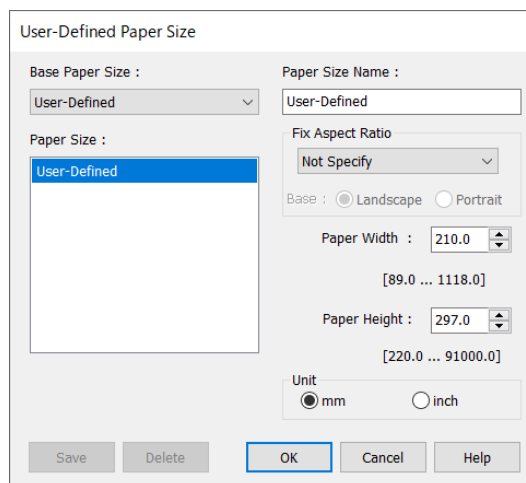 User-Defined Paper Size
Base Paper Size :
User-Defined
Paper Size :
User-Defined
Paper Size Name :
User-Defined
Fix Aspect Ratio
Not Specify
Base : Landscape Portrait
Paper Width : 210.0
[89.0 ... 1118.0]
Paper Height : 297.0
[220.0 ... 91000.0]
Unit
mm inch
Save Delete OK Cancel Help